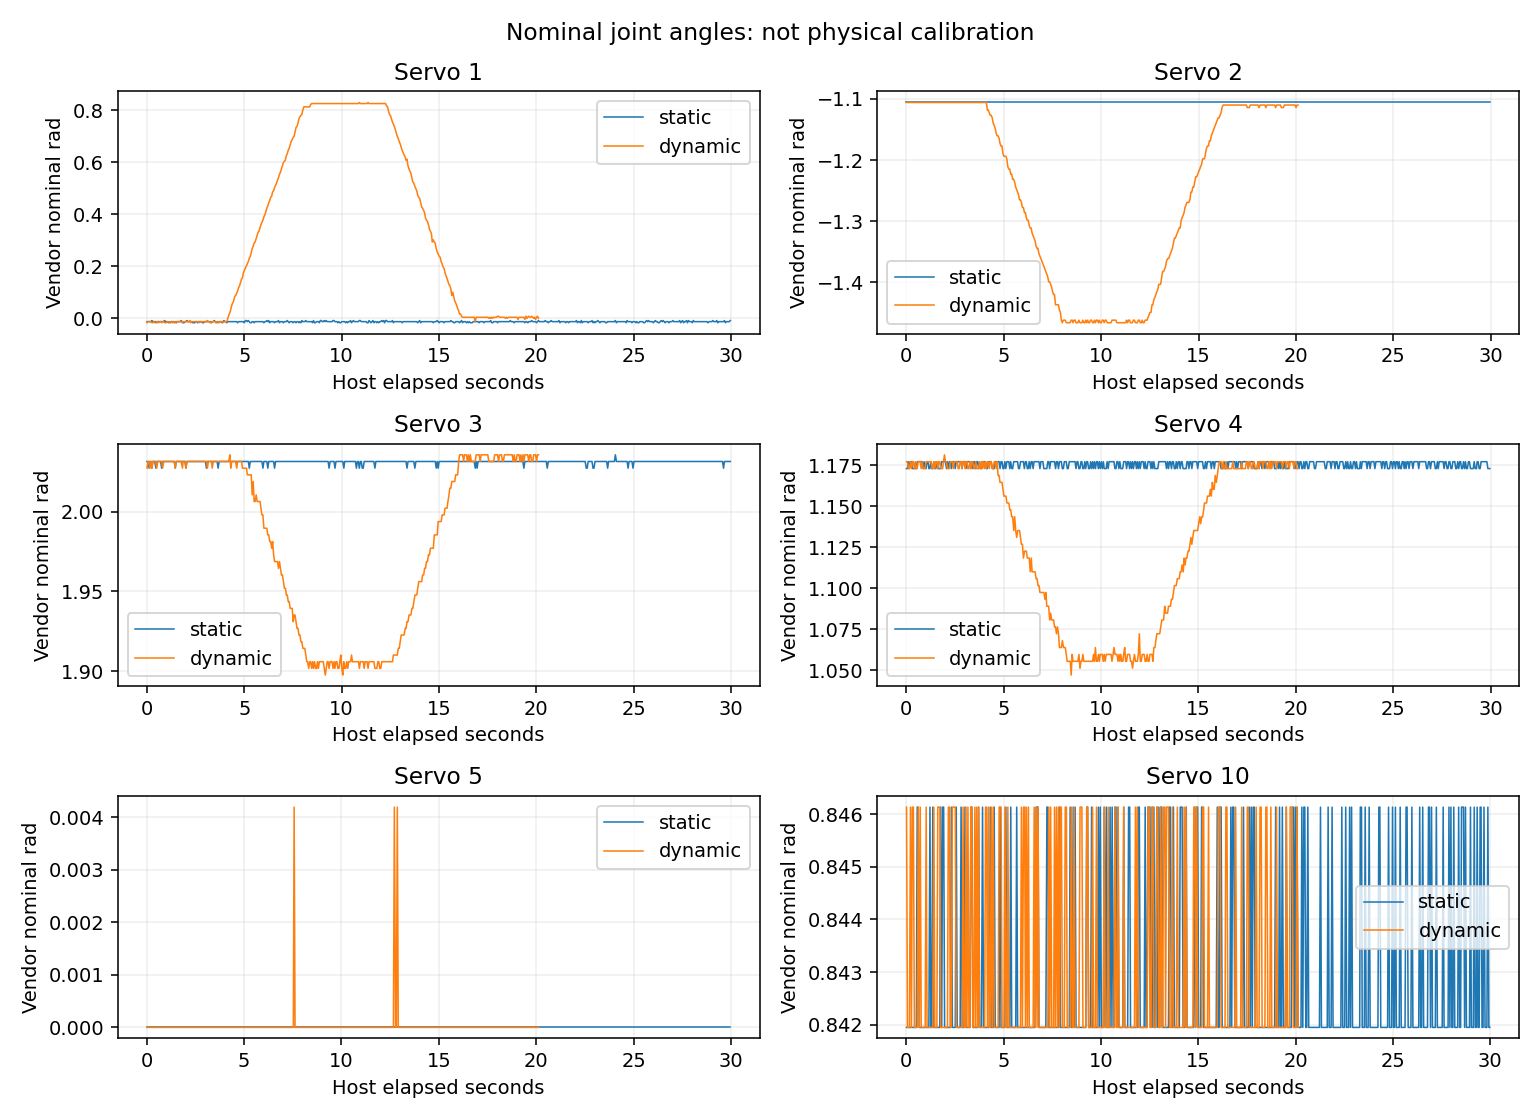 Nominal joint angles: not physical calibration
Servo 1
Vendor nominal rad
0.8
0.6
0.4
0.2
0.0
static
dynamic
0 5 10 15 20 25 30
Host elapsed seconds
Servo 2
Vendor nominal rad
−1.1
−1.2
−1.3
−1.4
static
dynamic
0 5 10 15 20 25 30
Host elapsed seconds
Servo 3
Vendor nominal rad
2.00
1.95
1.90
static
dynamic
0 5 10 15 20 25 30
Host elapsed seconds
Servo 4
Vendor nominal rad
1.175
1.150
1.125
1.100
1.075
1.050
static
dynamic
0 5 10 15 20 25 30
Host elapsed seconds
Servo 5
Vendor nominal rad
0.004
0.003
0.002
0.001
0.000
static
dynamic
0 5 10 15 20 25 30
Host elapsed seconds
Servo 10
Vendor nominal rad
0.846
0.845
0.844
0.843
0.842
static
dynamic
0 5 10 15 20 25 30
Host elapsed seconds